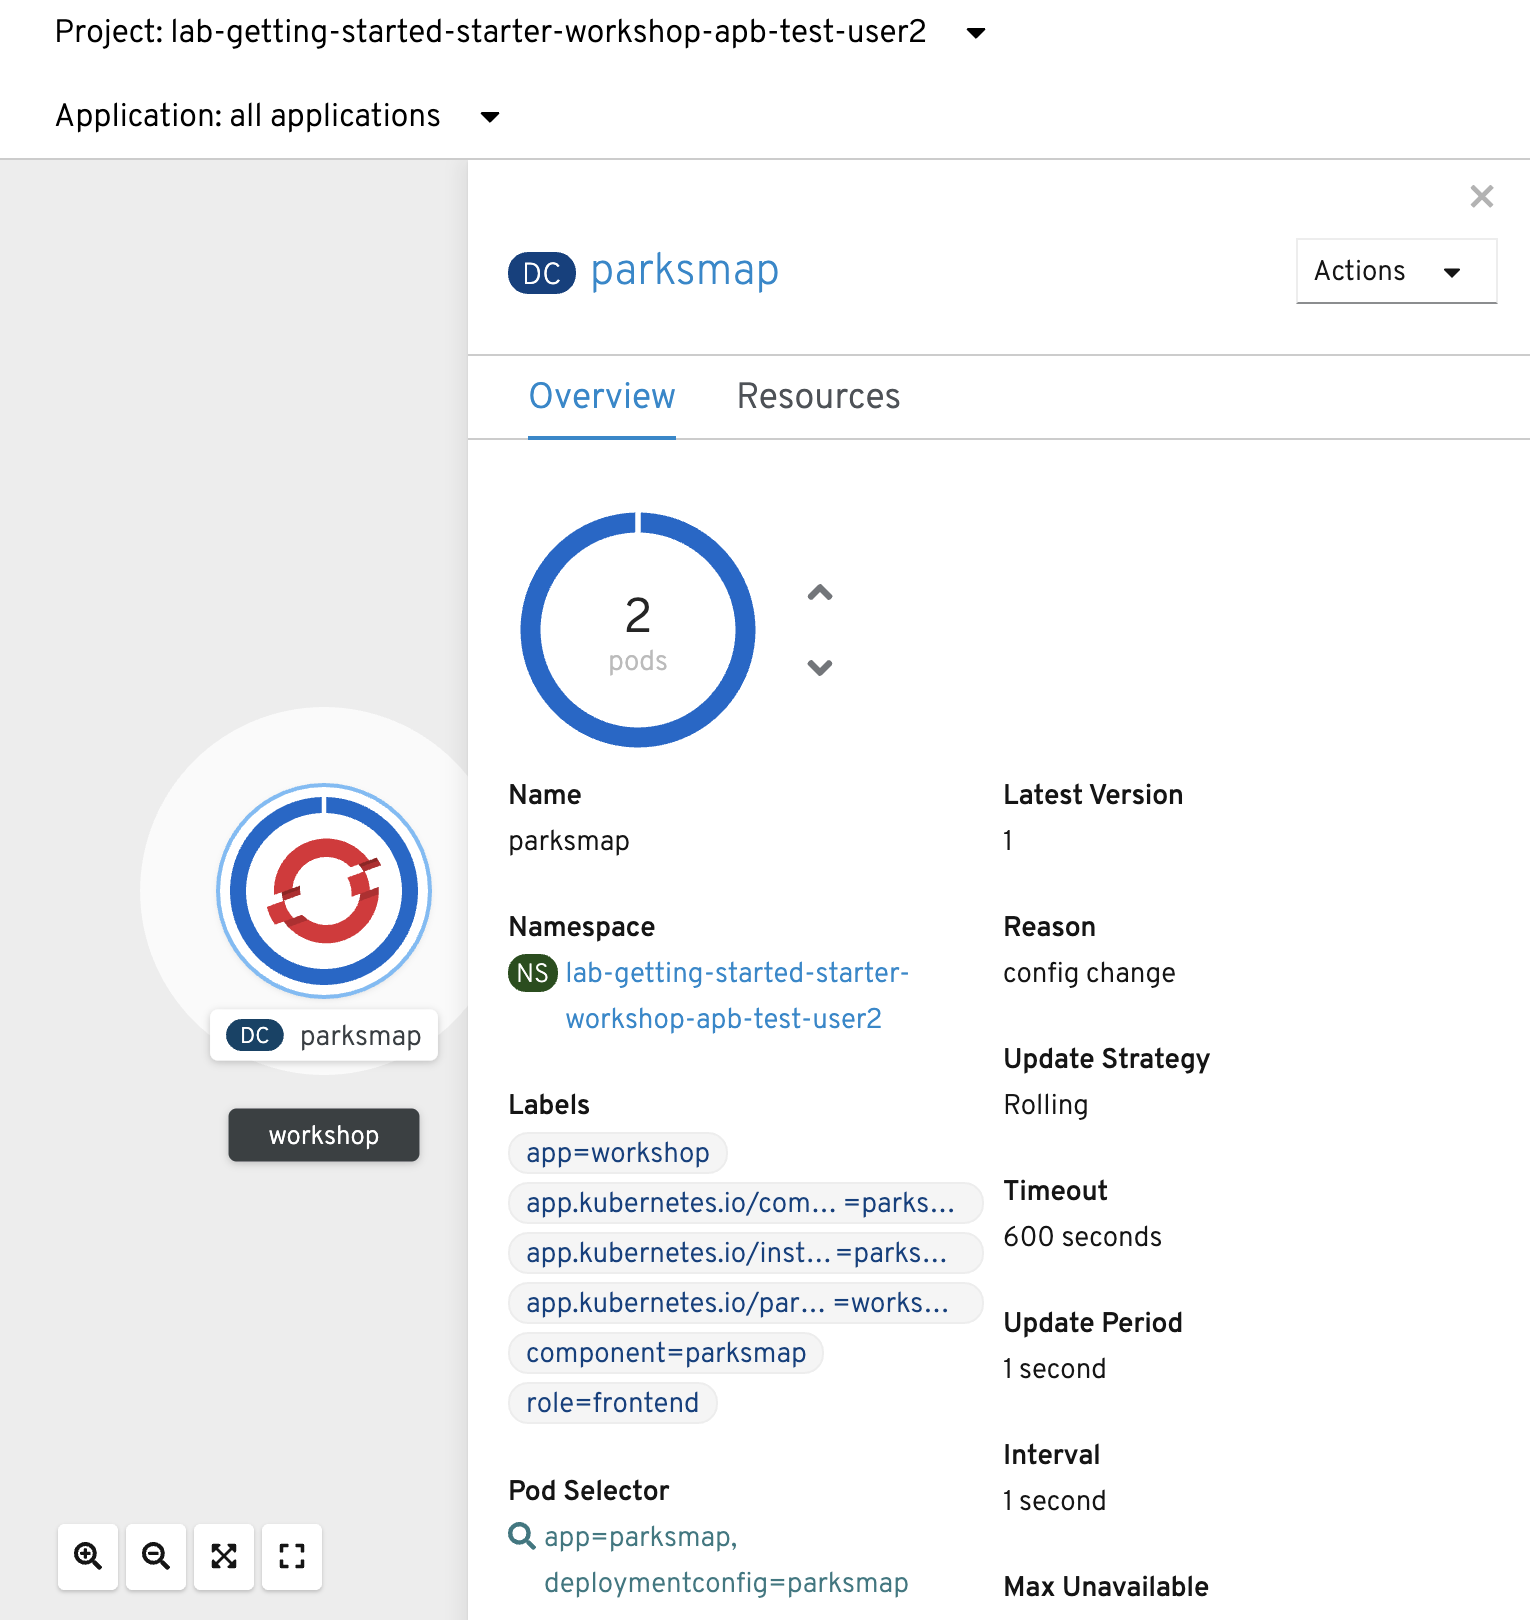 Project: lab-getting-started-starter-workshop-apb-test-user2
Application: all applications
DC parksmap
Actions
Overview Resources
2
pods
Name
parksmap
Namespace
NS lab-getting-started-starter-
workshop-apb-test-user2
Labels
app=workshop
app.kubernetes.io/com... =parks...
app.kubernetes.io/inst... =parks...
app.kubernetes.io/par... =works...
component=parksmap
role=frontend
Pod Selector
app=parksmap,
deploymentconfig=parksmap
Latest Version
1
Reason
config change
Update Strategy
Rolling
Timeout
600 seconds
Update Period
1 second
Interval
1 second
Max Unavailable
DC parksmap
workshop